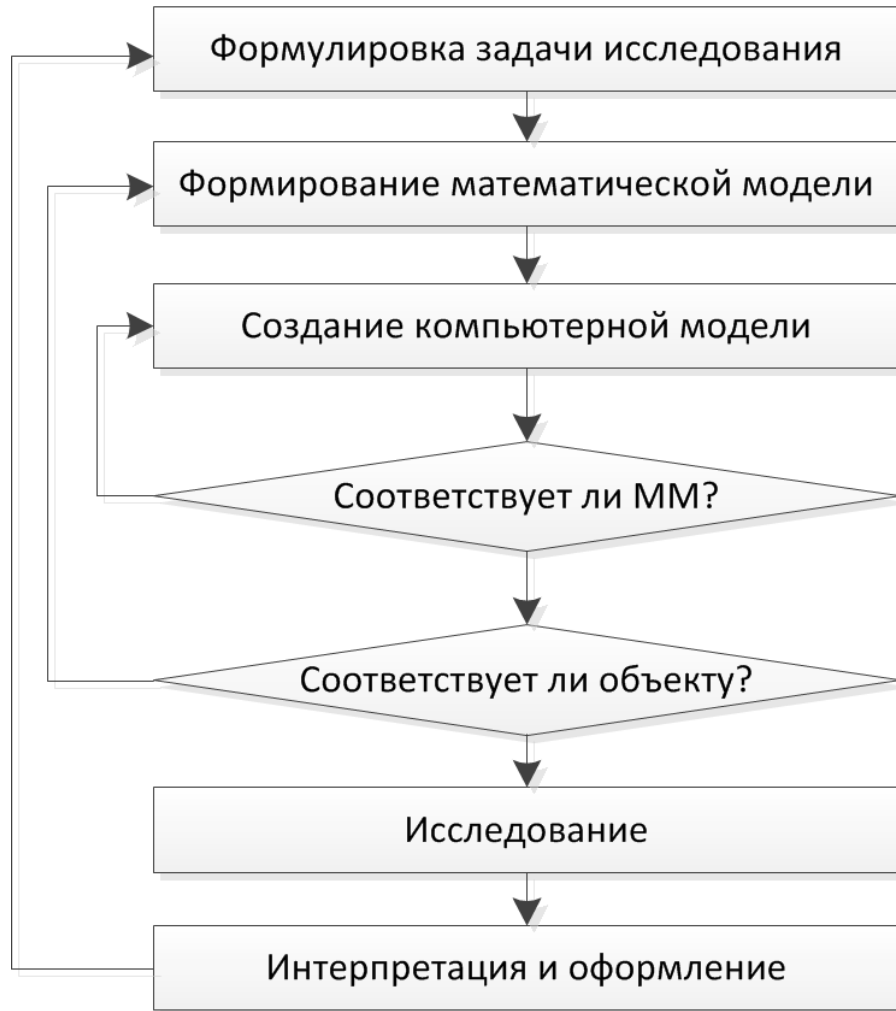 Формулировка задачи исследования
Формирование математической модели
Создание компьютерной модели
Соответствует ли ММ?
Соответствует ли объекту?
Исследование
Интерпретация и оформление